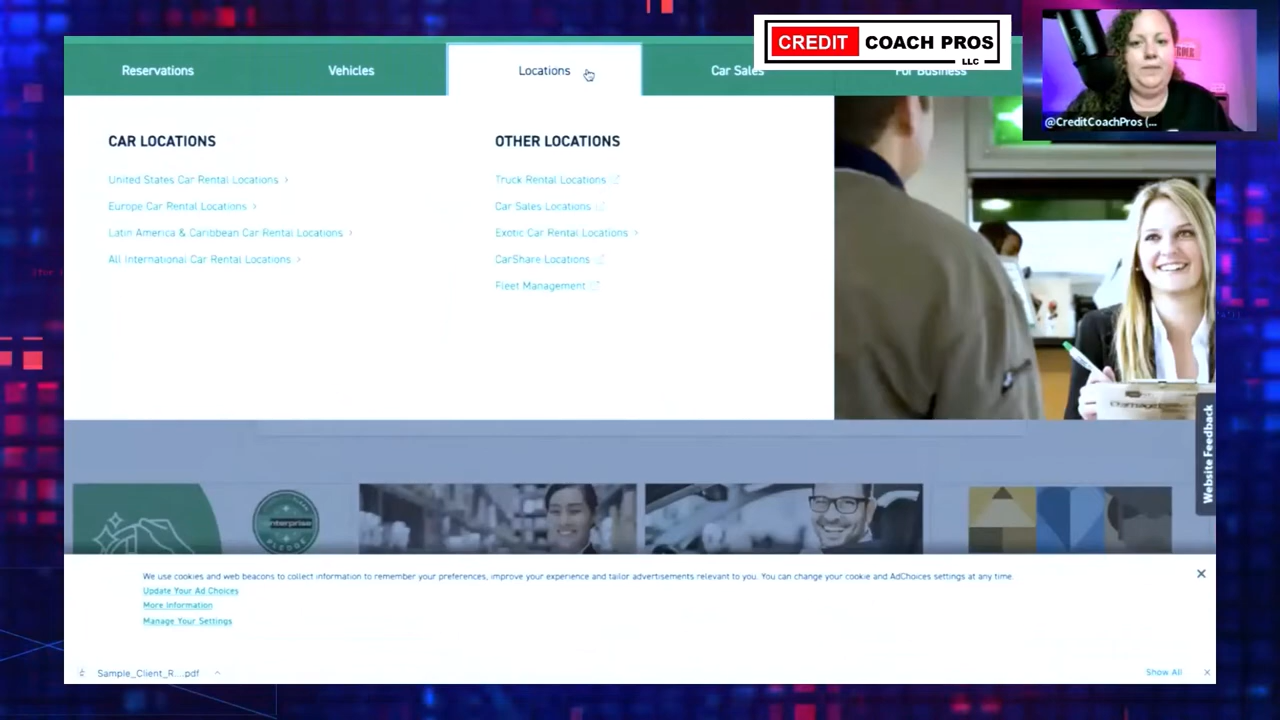 CREDIT COACH PROS
LLC
@CreditCoachPros (...
Reservations
Vehicles
Locations
Car Sales
For Business
CAR LOCATIONS
United States Car Rental Locations
Europe Car Rental Locations
Latin America & Caribbean Car Rental Locations
All International Car Rental Locations
OTHER LOCATIONS
Truck Rental Locations
Car Sales Locations
Exotic Car Rental Locations
CarShare Locations
Fleet Management
Website Feedback
enterprise
PLEDGE
We use cookies and web beacons to collect information to remember your preferences, improve your experience and tailor advertisements relevant to you. You can change your cookie and AdChoices settings at any time.
Update Your Ad Choices
More Information
Manage Your Settings
Sample_Client_R....pdf
Show All